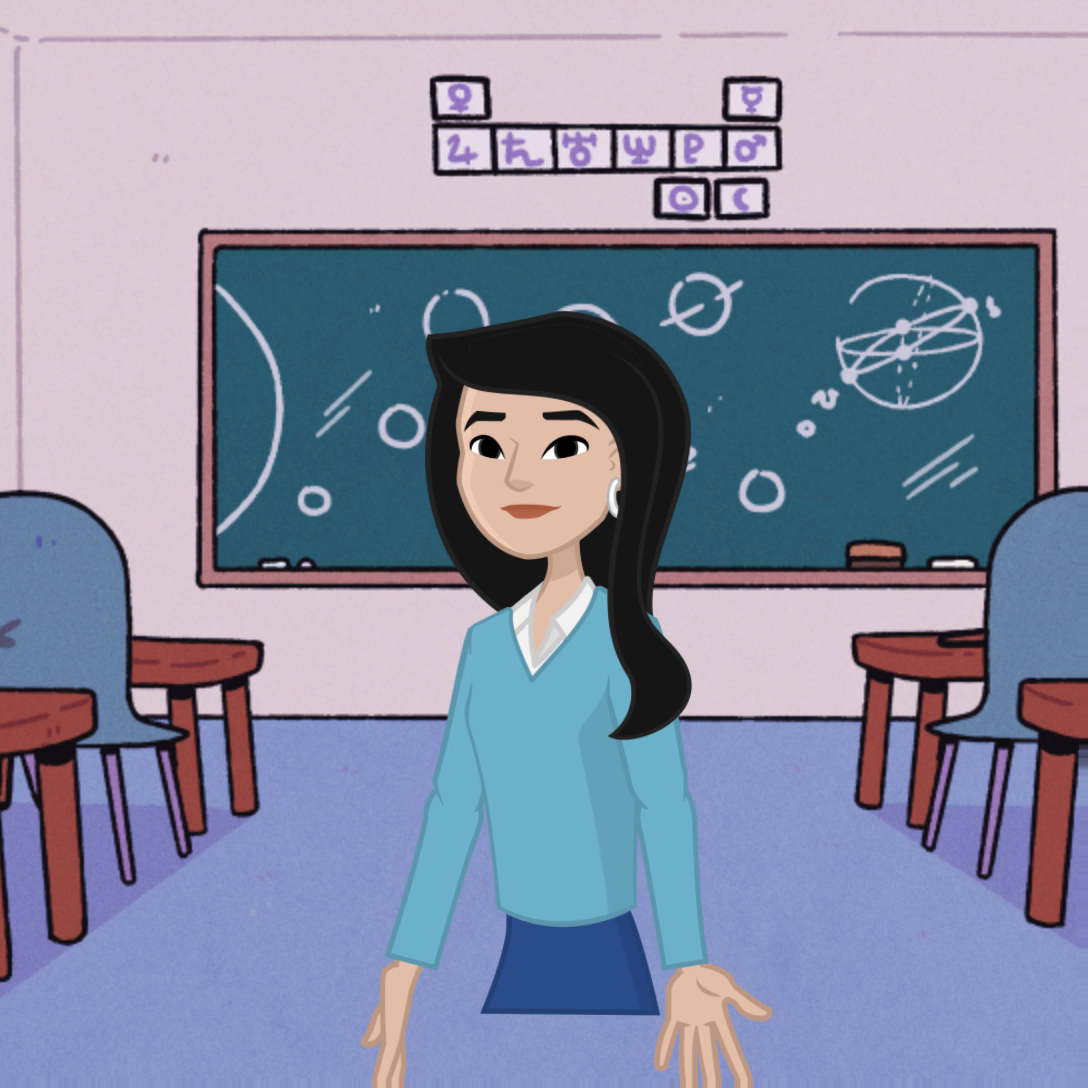 ♀ ☿
♃ ♄ ♅ ♆ ♇ ♂
☉ ☾